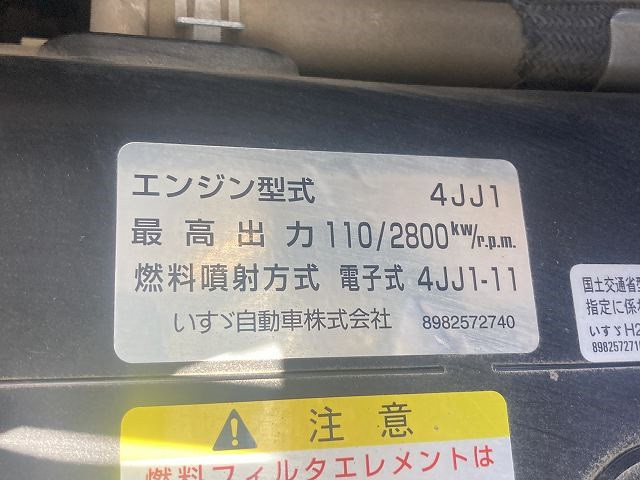 エンジン型式 4JJ1
最高出力 110/2800kw/r.p.m.
燃料噴射方式 電子式 4JJ1-11
いすゞ自動車株式会社 8982572740
国土交通省
指定に係
いすゞH2
898257271
⚠ 注意
燃料フィルタエレメントは